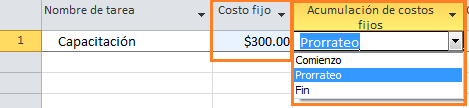 Nombre de tarea
Costo fijo
Acumulación de costos
fijos
1
Capacitación
$300.00
Prorrateo
Comienzo
Prorrateo
Fin